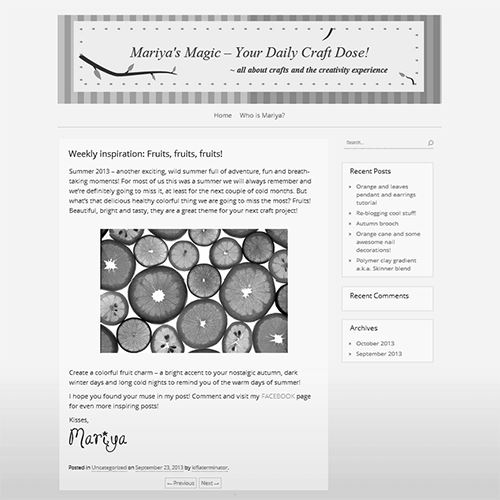 Mariya's Magic – Your Daily Craft Dose!
~ all about crafts and the creativity experience
Home Who is Mariya?
Weekly inspiration: Fruits, fruits, fruits!
Summer 2013 – another exciting, wild summer full of adventure, fun and breath-
taking moments! For most of us this was a summer we will always remember and
we're definitely going to miss it, at least for the next couple of cold months. But
what's that delicious healthy colorful thing we are going to miss the most? Fruits!
Beautiful, bright and tasty, they are a great theme for your next craft project!
Create a colorful fruit charm – a bright accent to your nostalgic autumn, dark
winter days and long cold nights to remind you of the warm days of summer!
I hope you found your muse in my post! Comment and visit my FACEBOOK page
for even more inspiring posts!
Kisses,
Mariya
Posted in Uncategorized on September 23, 2013 by kiflaterminator.
← Previous Next →
Search...
Recent Posts
Orange and leaves
pendant and earrings
tutorial
Re-blogging cool stuff!
Autumn brooch
Orange cane and some
awesome nail
decorations!
Polymer clay gradient
a.k.a. Skinner blend
Recent Comments
Archives
October 2013
September 2013